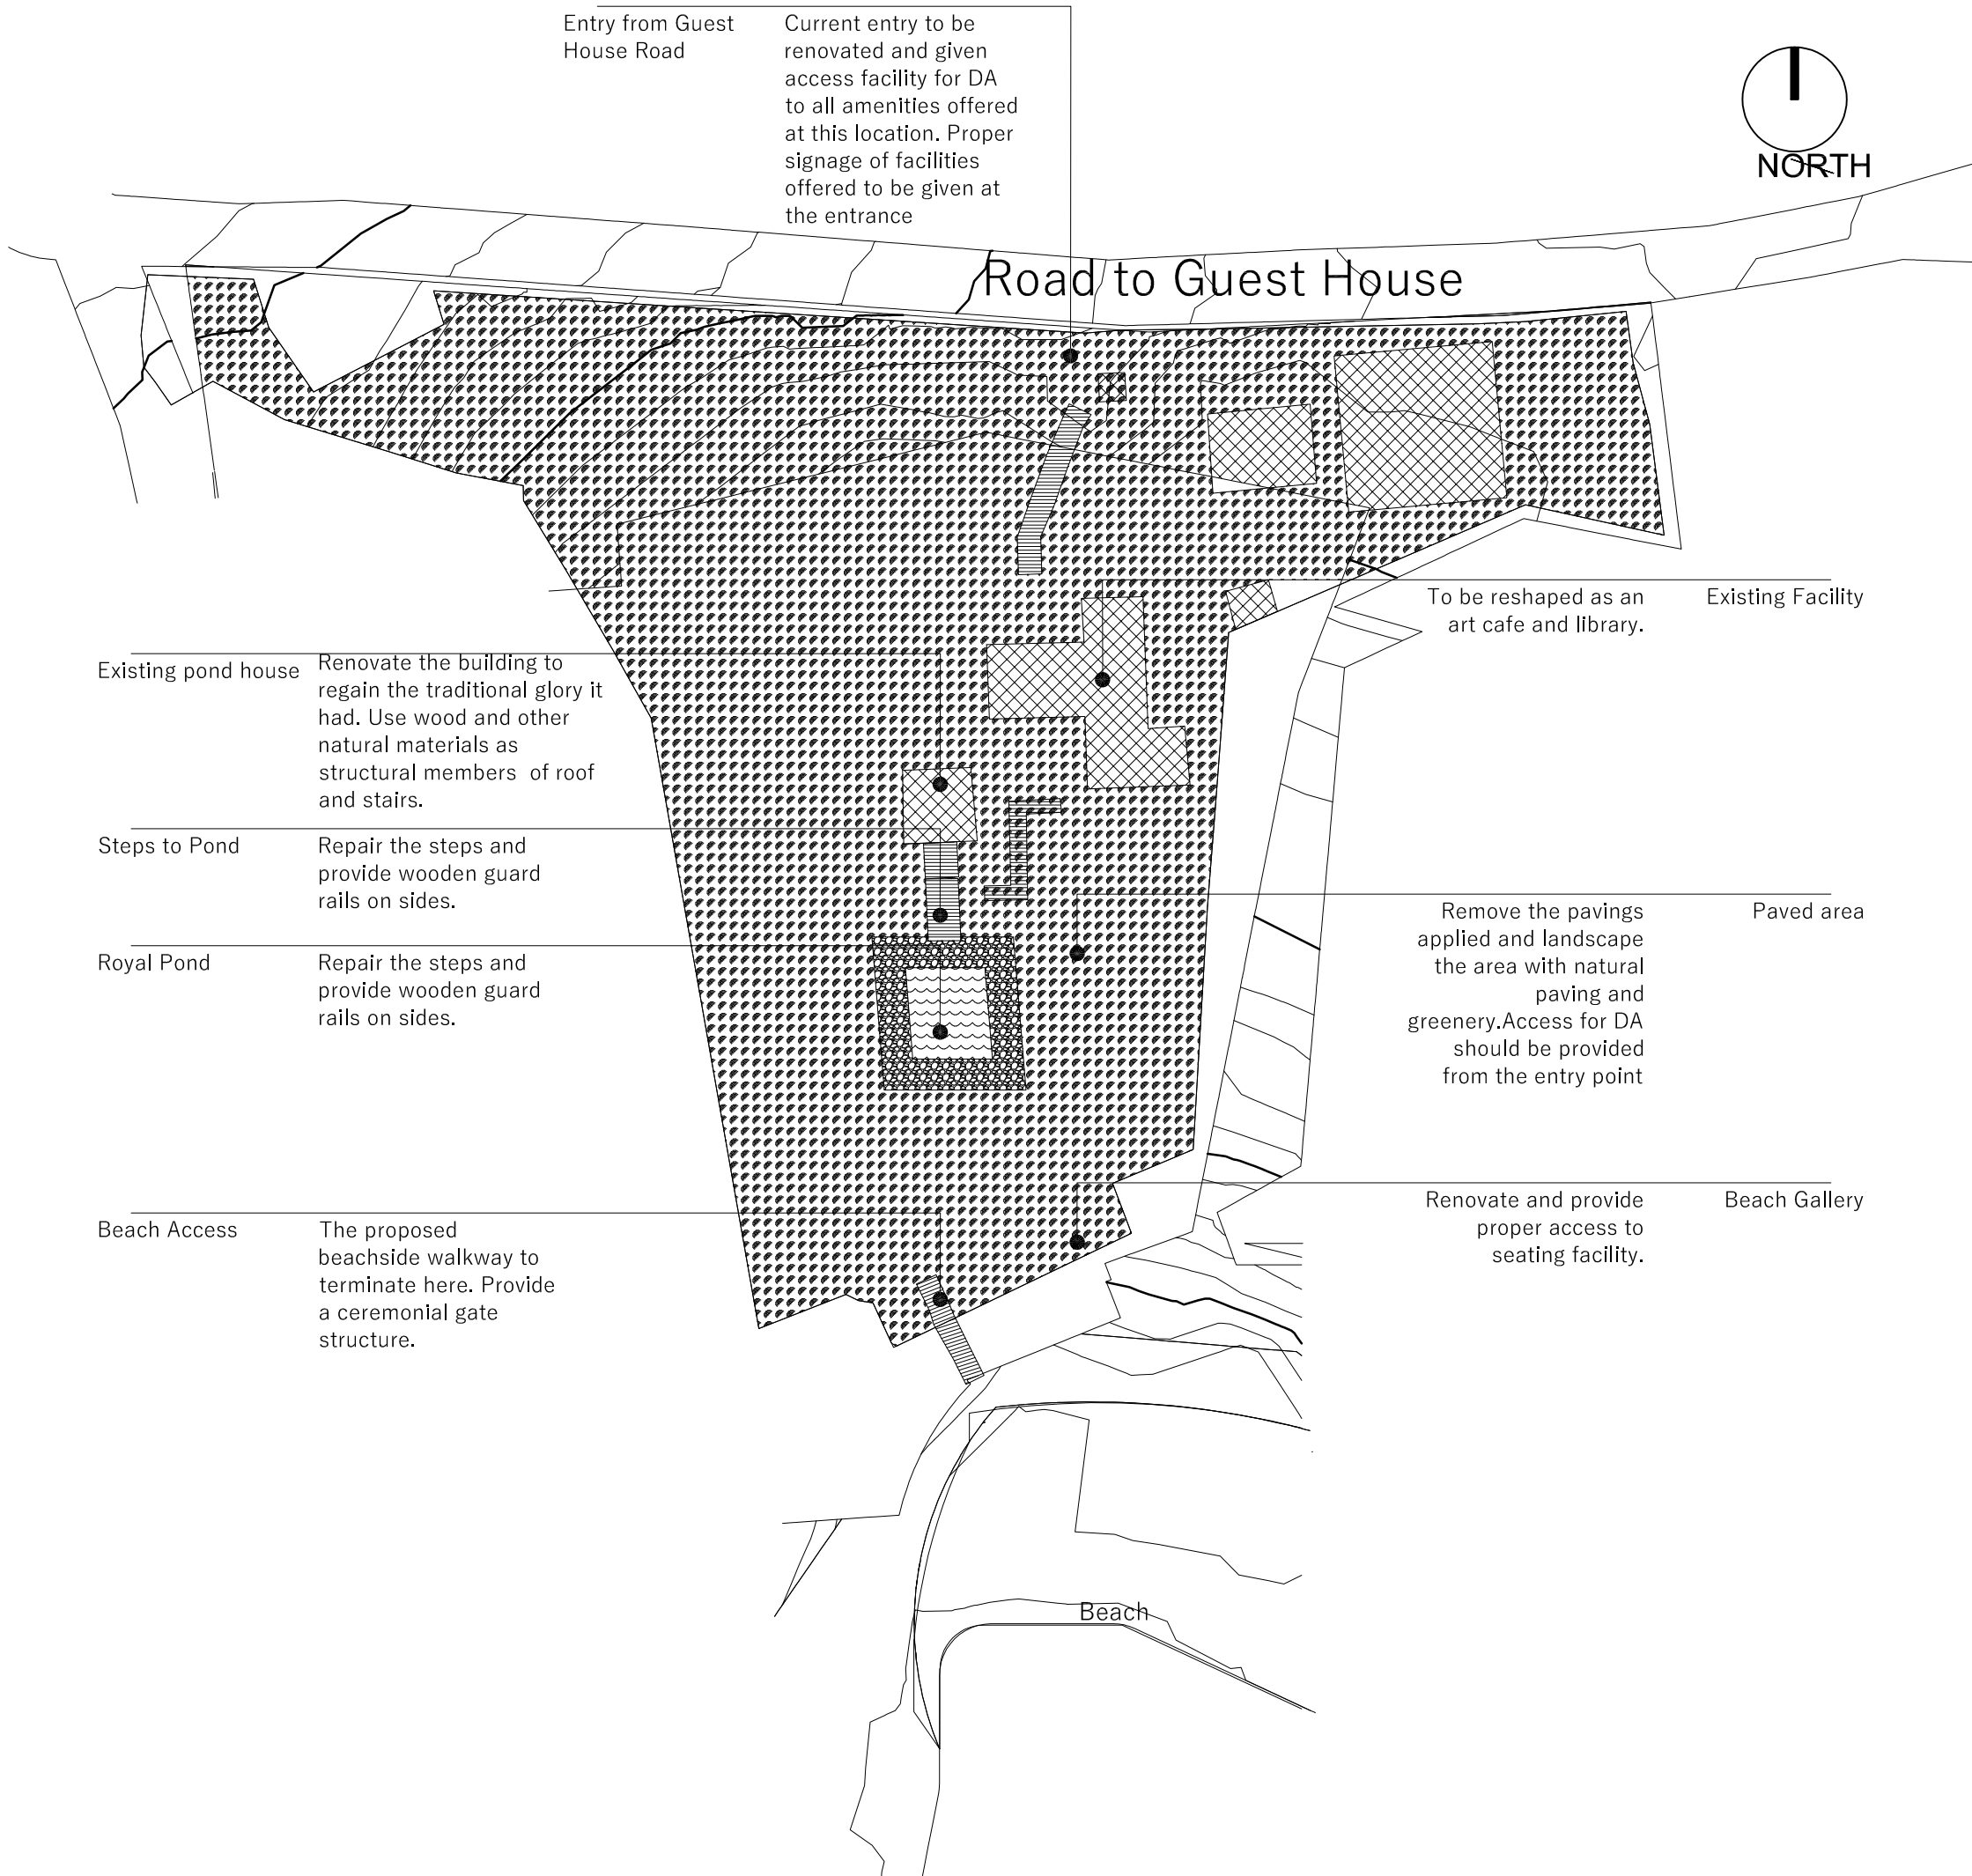 Entry from Guest
House Road
Current entry to be
renovated and given
access facility for DA
to all amenities offered
at this location. Proper
signage of facilities
offered to be given at
the entrance
NORTH
Road to Guest House
To be reshaped as an
art cafe and library.
Existing Facility
Existing pond house
Renovate the building to
regain the traditional glory it
had. Use wood and other
natural materials as
structural members  of roof
and stairs.
Steps to Pond
Repair the steps and
provide wooden guard
rails on sides.
Remove the pavings
applied and landscape
the area with natural
paving and
greenery.Access for DA
should be provided
from the entry point
Paved area
Royal Pond
Repair the steps and
provide wooden guard
rails on sides.
Renovate and provide
proper access to
seating facility.
Beach Gallery
Beach Access
The proposed
beachside walkway to
terminate here. Provide
a ceremonial gate
structure.
Beach